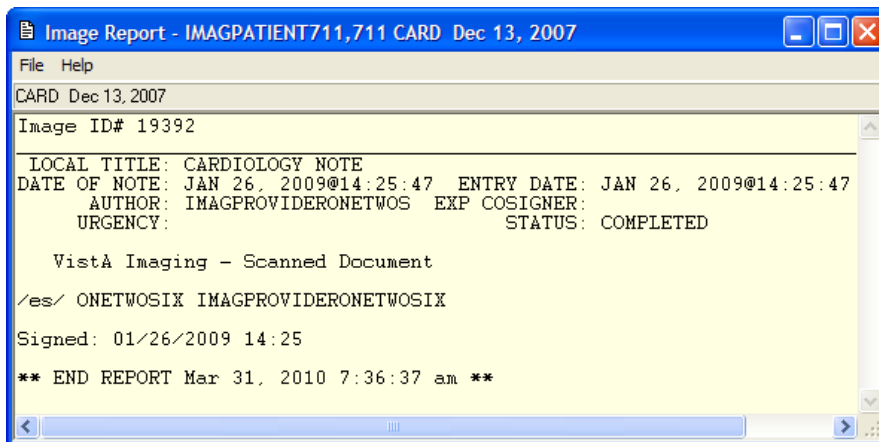 Image Report - IMAGPATIENT711,711 CARD Dec 13, 2007
File Help
CARD Dec 13, 2007
Image ID# 19392
LOCAL TITLE: CARDIOLOGY NOTE
DATE OF NOTE: JAN 26, 2009@14:25:47 ENTRY DATE: JAN 26, 2009@14:25:47
AUTHOR: IMAGPROVIDERONETWOS EXP COSIGNER:
URGENCY: STATUS: COMPLETED
VistA Imaging - Scanned Document
/es/ ONETWOSIX IMAGPROVIDERONETWOSIX
Signed: 01/26/2009 14:25
** END REPORT Mar 31, 2010 7:36:37 am **